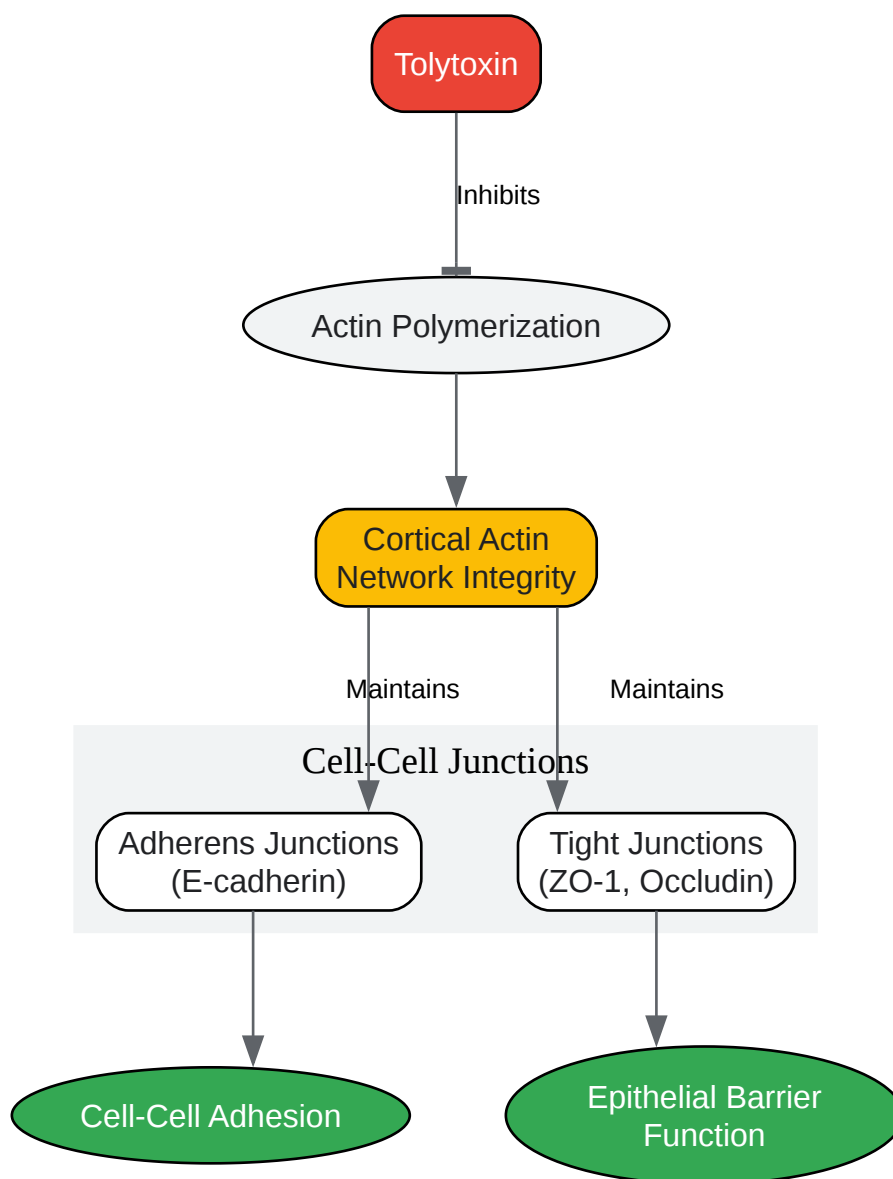 Tolytoxin
Inhibits
Actin Polymerization
Cortical Actin
Network Integrity
Maintains
Maintains
Cell-Cell Junctions
Adherens Junctions
(E-cadherin)
Tight Junctions
(ZO-1, Occludin)
Cell-Cell Adhesion
Epithelial Barrier
Function